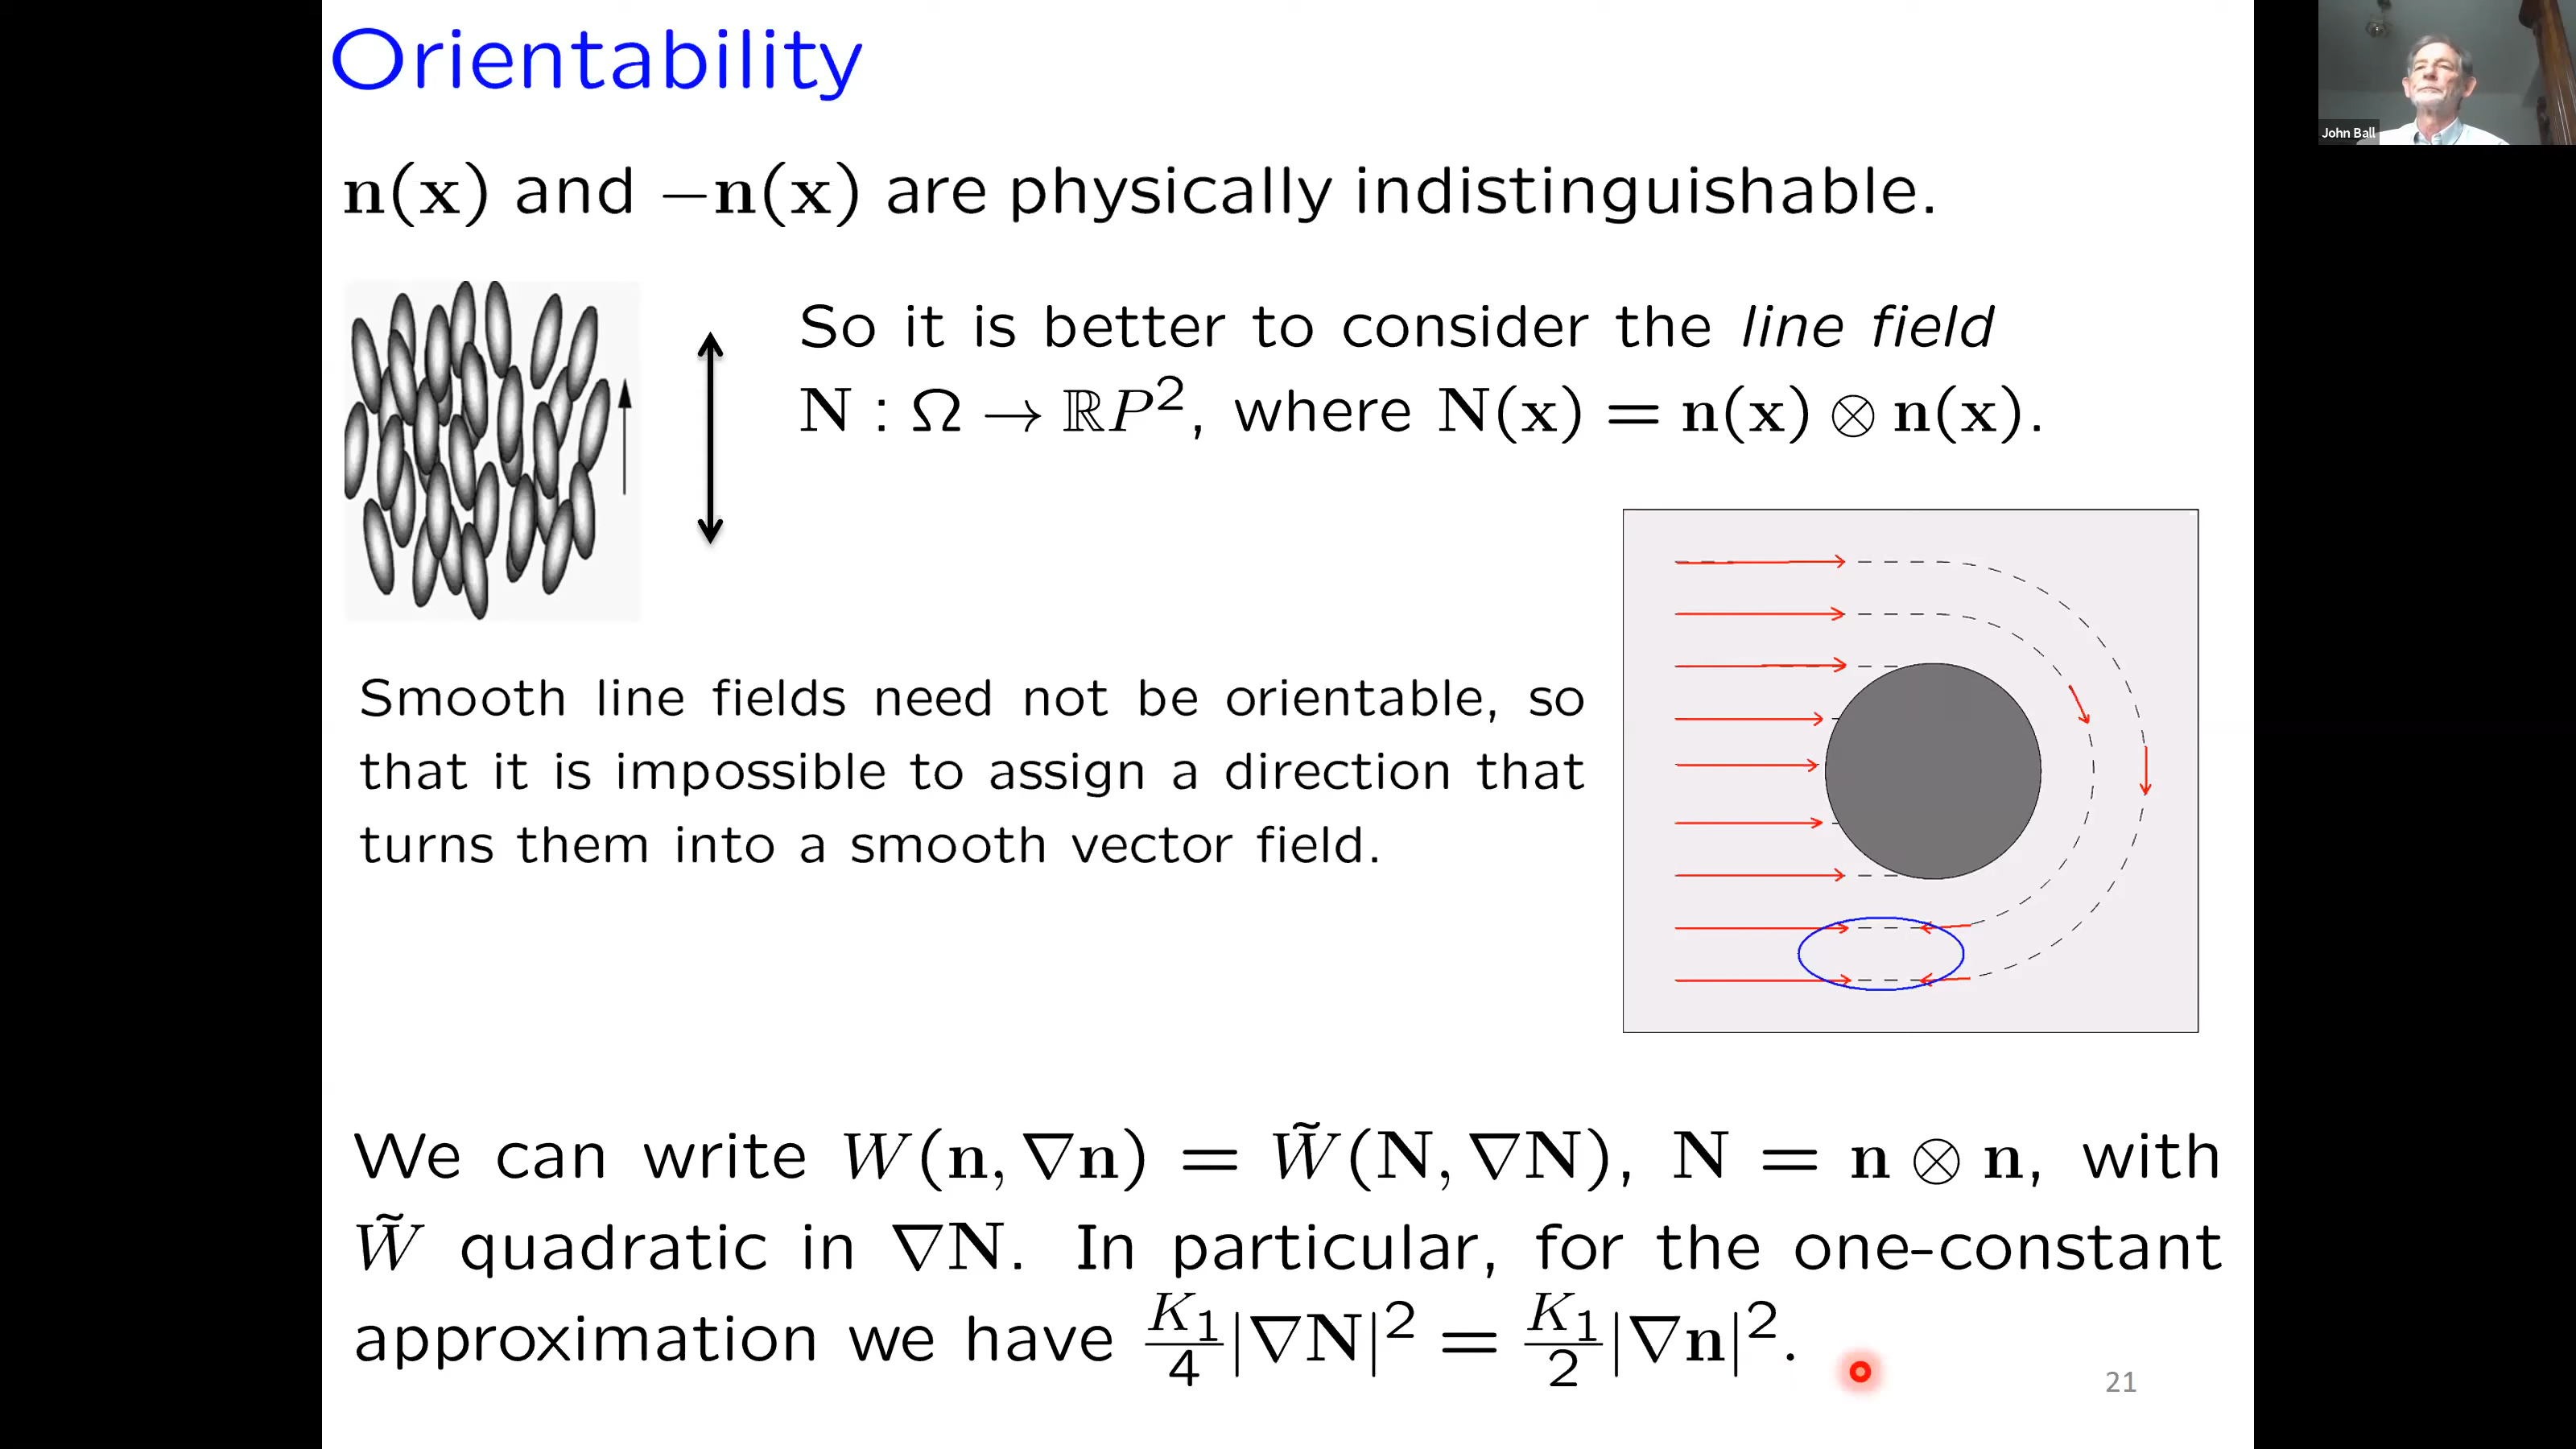 Orientability
John Ball
n(x) and −n(x) are physically indistinguishable.
So it is better to consider the line field
N : Ω → ℝP², where N(x) = n(x) ⊗ n(x).
Smooth line fields need not be orientable, so
that it is impossible to assign a direction that
turns them into a smooth vector field.
We can write W(n, ∇n) = W̃(N, ∇N), N = n ⊗ n, with
W̃ quadratic in ∇N. In particular, for the one-constant
approximation we have K₁/4 |∇N|² = K₁/2 |∇n|².
21